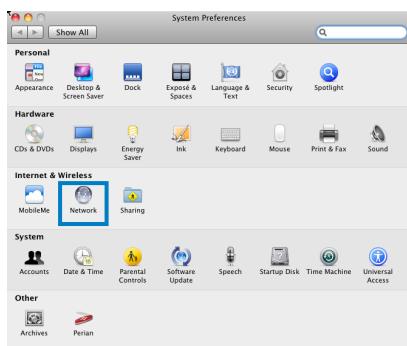 System Preferences
Show All
Personal
Appearance Desktop & Screen Saver Dock Exposé & Spaces Language & Text Security Spotlight
Hardware
CDs & DVDs Displays Energy Saver Ink Keyboard Mouse Print & Fax Sound
Internet & Wireless
MobileMe Network Sharing
System
Accounts Date & Time Parental Controls Software Update Speech Startup Disk Time Machine Universal Access
Other
Archives Perian